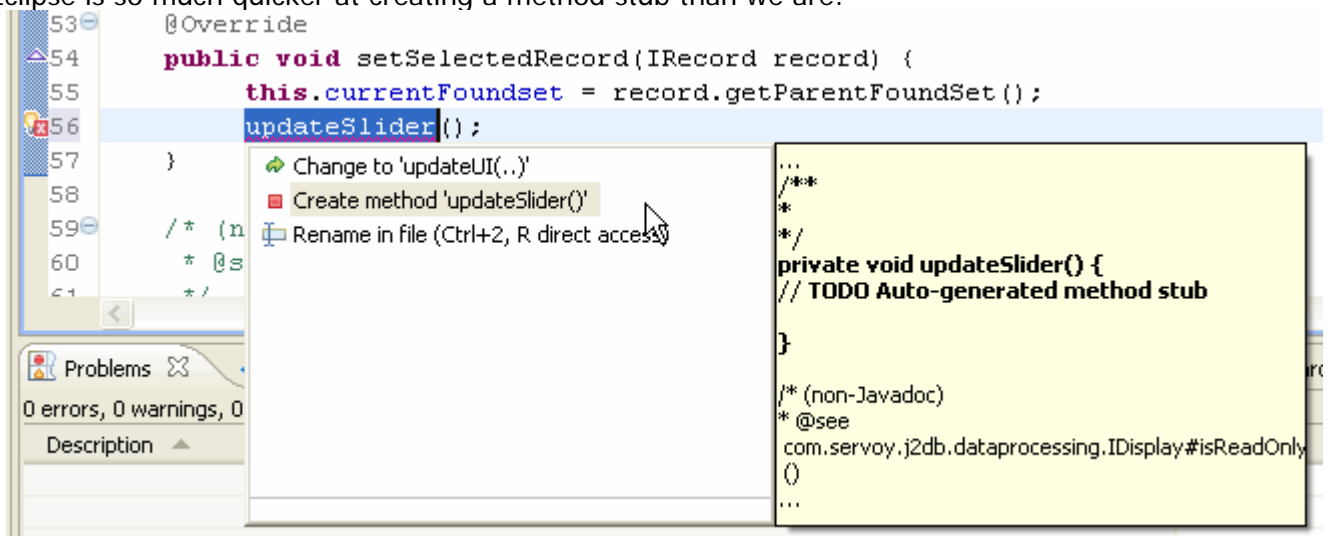 Eclipse is so much quicker at creating a method stub than we are:
53 @Override
54 public void setSelectedRecord(IRecord record) {
55 this.currentFoundset = record.getParentFoundSet();
56 updateSlider();
57 }
58
59 /* (n
60 * @s
61 */
Change to 'updateUI(..)'
Create method 'updateSlider()'
Rename in file (Ctrl+2, R direct access)
...
/**
*
*/
private void updateSlider() {
// TODO Auto-generated method stub
}
/* (non-Javadoc)
* @see
com.servoy.j2db.dataprocessing.IDisplay#isReadOnly
()
...
Problems
0 errors, 0 warnings, 0
Description